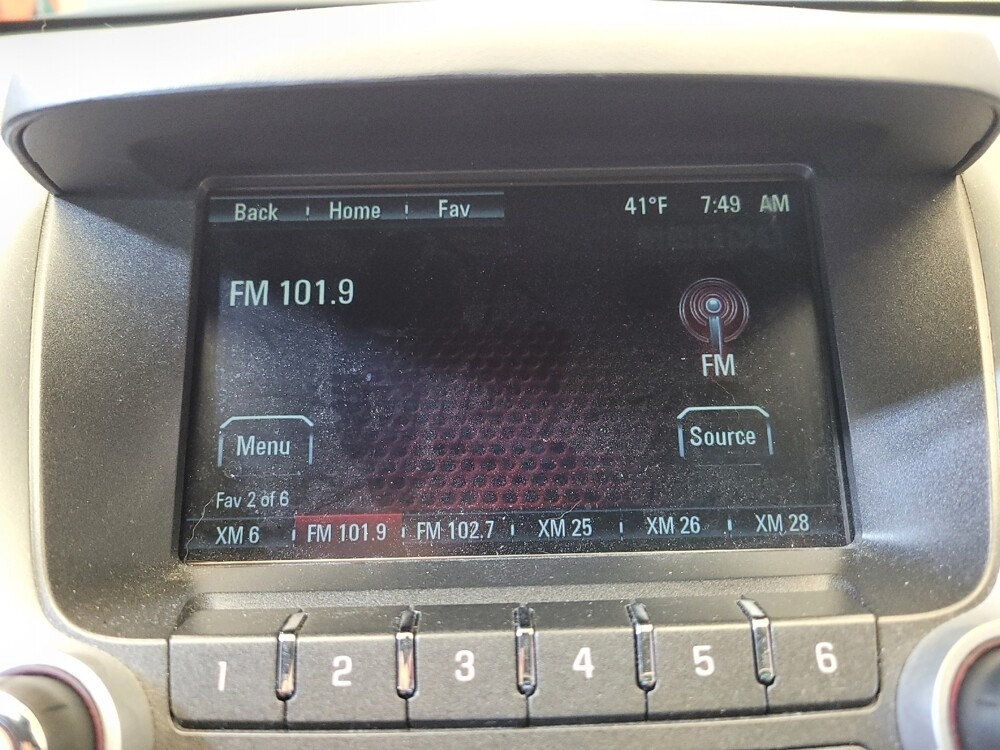 Back Home Fav 41°F 7:49 AM
FM 101.9
FM
Menu Source
Fav 2 of 6
XM 6 FM 101.9 FM 102.7 XM 25 XM 26 XM 28
1 2 3 4 5 6